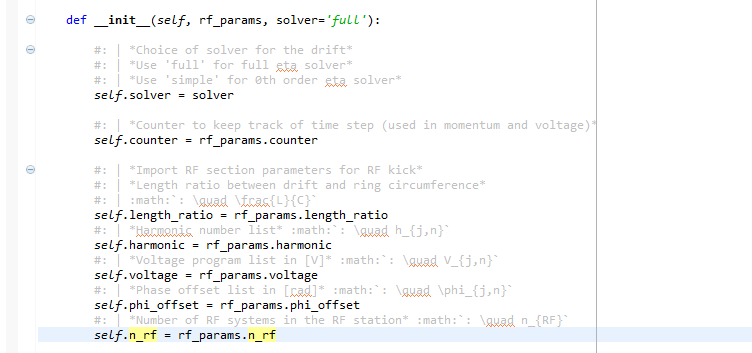 def __init__(self, rf_params, solver='full'):
#: | *Choice of solver for the drift*
#: | *Use 'full' for full eta solver*
#: | *Use 'simple' for 0th order eta solver*
self.solver = solver
#: | *Counter to keep track of time step (used in momentum and voltage)*
self.counter = rf_params.counter
#: | *Import RF section parameters for RF kick*
#: | *Length ratio between drift and ring circumference*
#: | :math:`: \quad \frac{L}{C}`
self.length_ratio = rf_params.length_ratio
#: | *Harmonic number list* :math:`: \quad h_{j,n}`
self.harmonic = rf_params.harmonic
#: | *Voltage program list in [V]* :math:`: \quad V_{j,n}`
self.voltage = rf_params.voltage
#: | *Phase offset list in [rad]* :math:`: \quad \phi_{j,n}`
self.phi_offset = rf_params.phi_offset
#: | *Number of RF systems in the RF station* :math:`: \quad n_{RF}`
self.n_rf = rf_params.n_rf